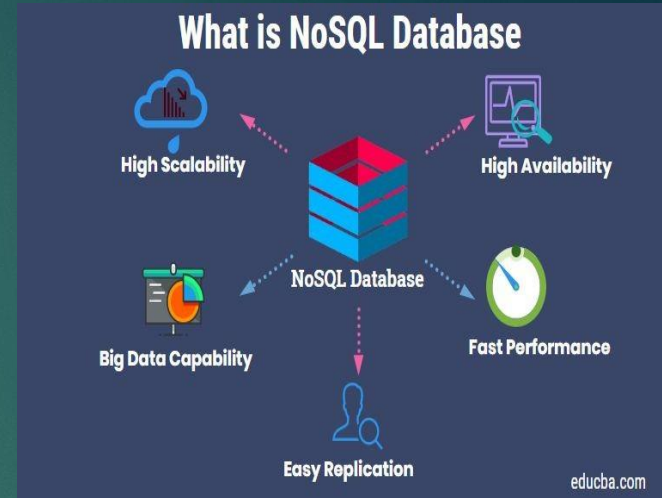 What is NoSQL Database
High Scalability
High Availability
NoSQL Database
Big Data Capability
Fast Performance
Easy Replication
educba.com